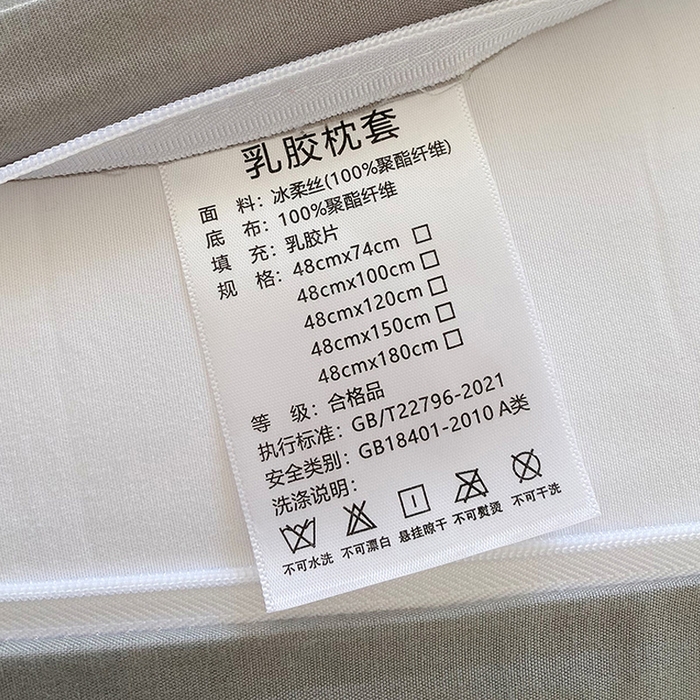 乳胶枕套
面 料：冰柔丝(100%聚酯纤维)
底 布：100%聚酯纤维
填 充：乳胶片
规 格：48cmx74cm □
48cmx100cm □
48cmx120cm □
48cmx150cm □
48cmx180cm □
等 级：合格品
执行标准：GB/T22796-2021
安全类别：GB18401-2010 A类
洗涤说明：
不可水洗 不可漂白 悬挂晾干 不可熨烫 不可干洗